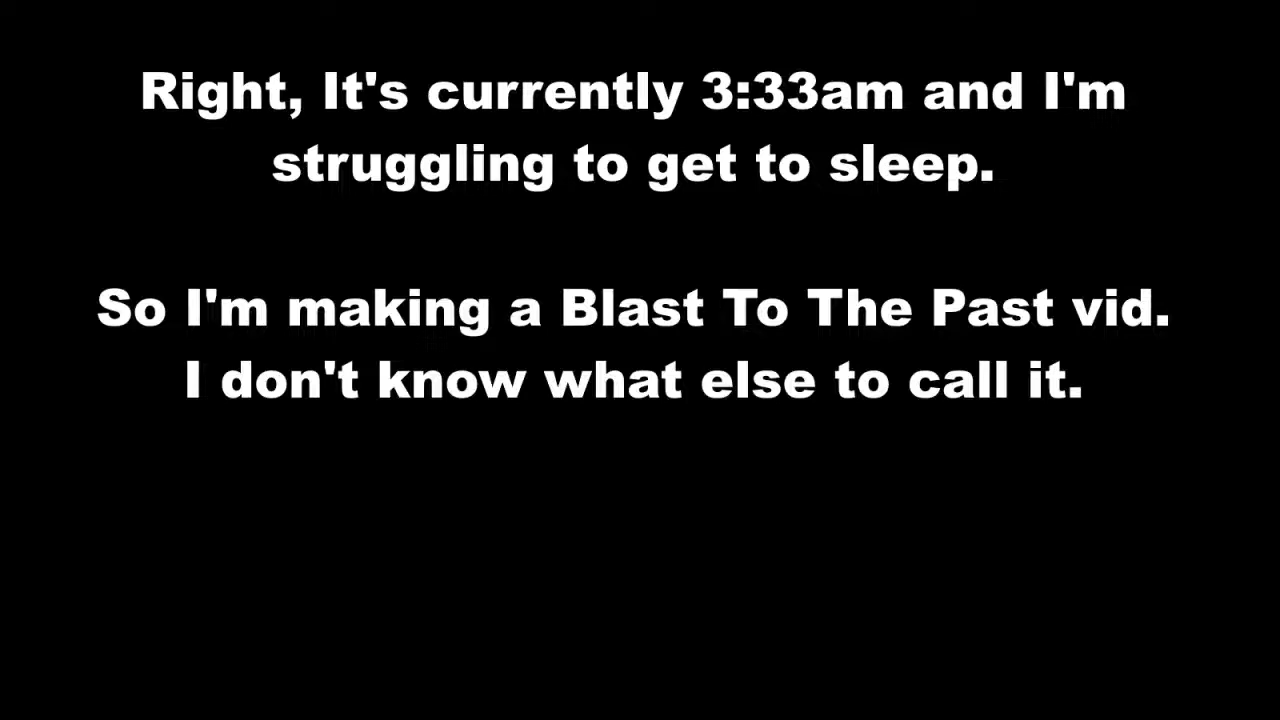 Right, It's currently 3:33am and I'm
struggling to get to sleep.
So I'm making a Blast To The Past vid.
I don't know what else to call it.